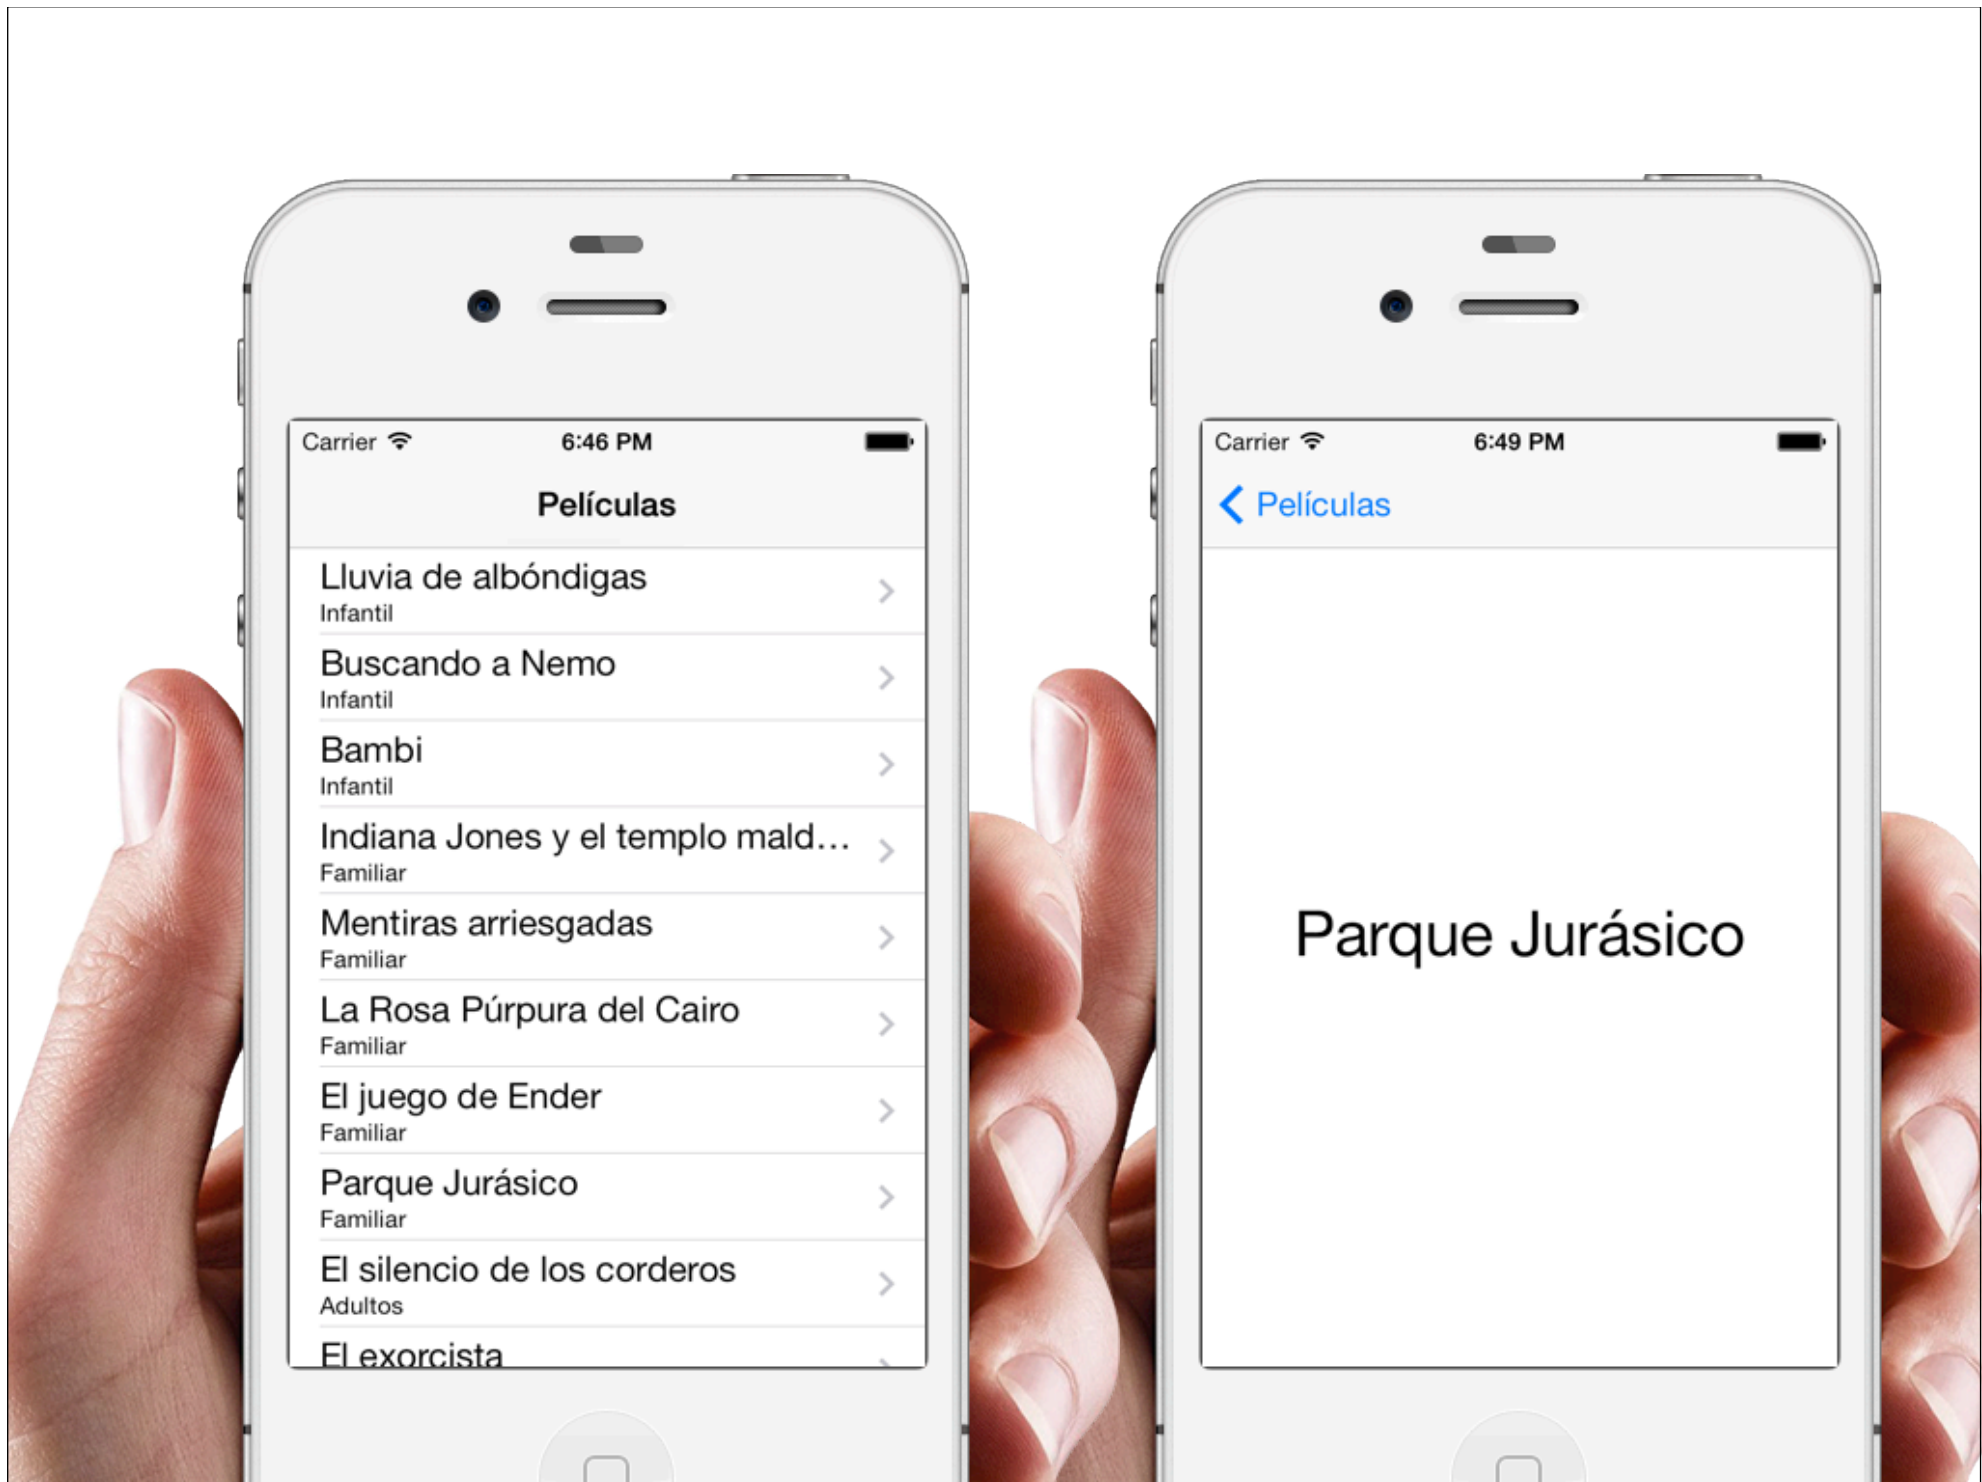 Carrier 6:46 PM
Películas
Lluvia de albóndigas
Infantil
Buscando a Nemo
Infantil
Bambi
Infantil
Indiana Jones y el templo mald...
Familiar
Mentiras arriesgadas
Familiar
La Rosa Púrpura del Cairo
Familiar
El juego de Ender
Familiar
Parque Jurásico
Familiar
El silencio de los corderos
Adultos
El exorcista
Carrier 6:49 PM
Películas
Parque Jurásico